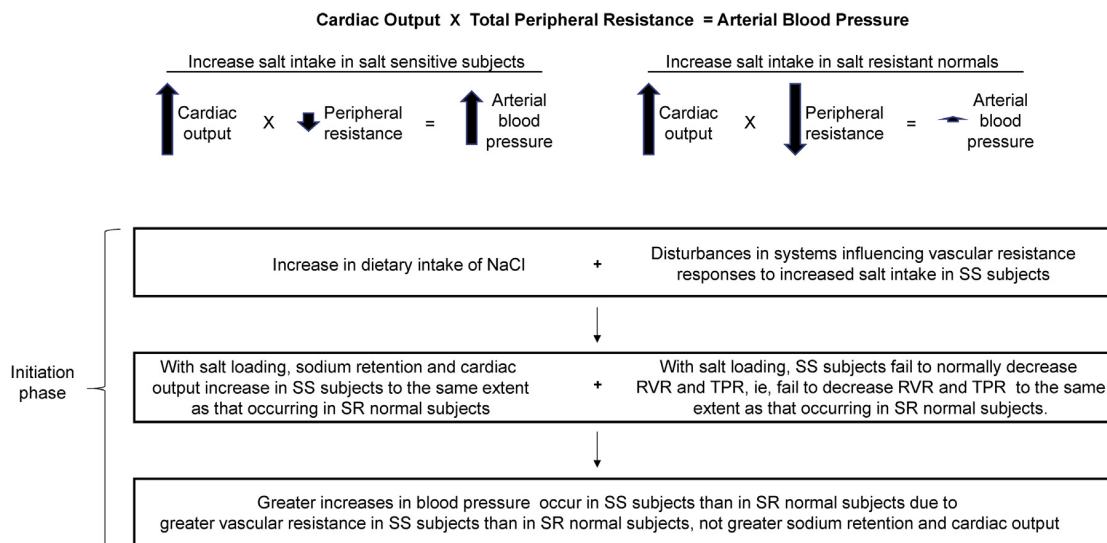 Cardiac Output X Total Peripheral Resistance = Arterial Blood Pressure
Increase salt intake in salt sensitive subjects
Cardiac
output
X
Peripheral
resistance
=
Arterial
blood
pressure
Increase salt intake in salt resistant normals
Cardiac
output
X
Peripheral
resistance
=
Arterial
blood
pressure
Initiation
phase
Increase in dietary intake of NaCl
+
Disturbances in systems influencing vascular resistance
responses to increased salt intake in SS subjects
With salt loading, sodium retention and cardiac
output increase in SS subjects to the same extent
as that occurring in SR normal subjects
+
With salt loading, SS subjects fail to normally decrease
RVR and TPR, ie, fail to decrease RVR and TPR to the same
extent as that occurring in SR normal subjects.
Greater increases in blood pressure occur in SS subjects than in SR normal subjects due to
greater vascular resistance in SS subjects than in SR normal subjects, not greater sodium retention and cardiac output